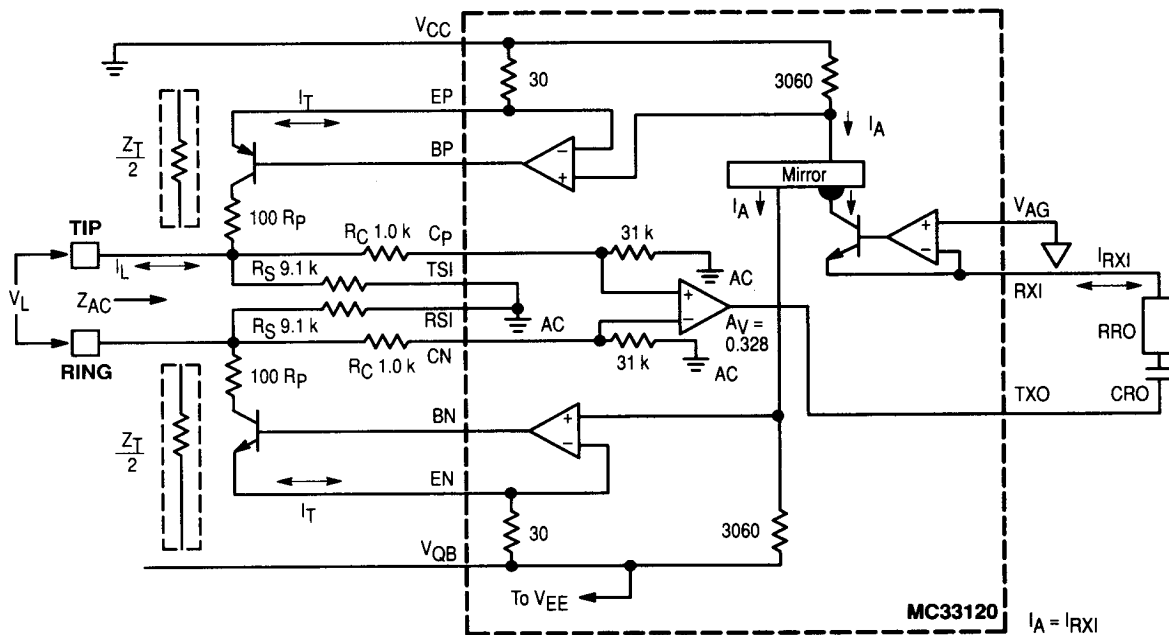 VCC
30
3060
EP
IT
IA
ZT
2
BP
−
+
Mirror
IA
100 RP
VAG
+
−
TIP
RC 1.0 k
CP
31 k
IRXI
IL
RS 9.1 k
TSI
AC
RXI
VL
ZAC
+
−
AV =
0.328
RRO
RS 9.1 k
RSI
AC
RING
RC 1.0 k
CN
31 k
AC
100 RP
TXO
CRO
ZT
2
BN
+
−
EN
IT
30
3060
VQB
To VEE
MC33120
IA = IRXI